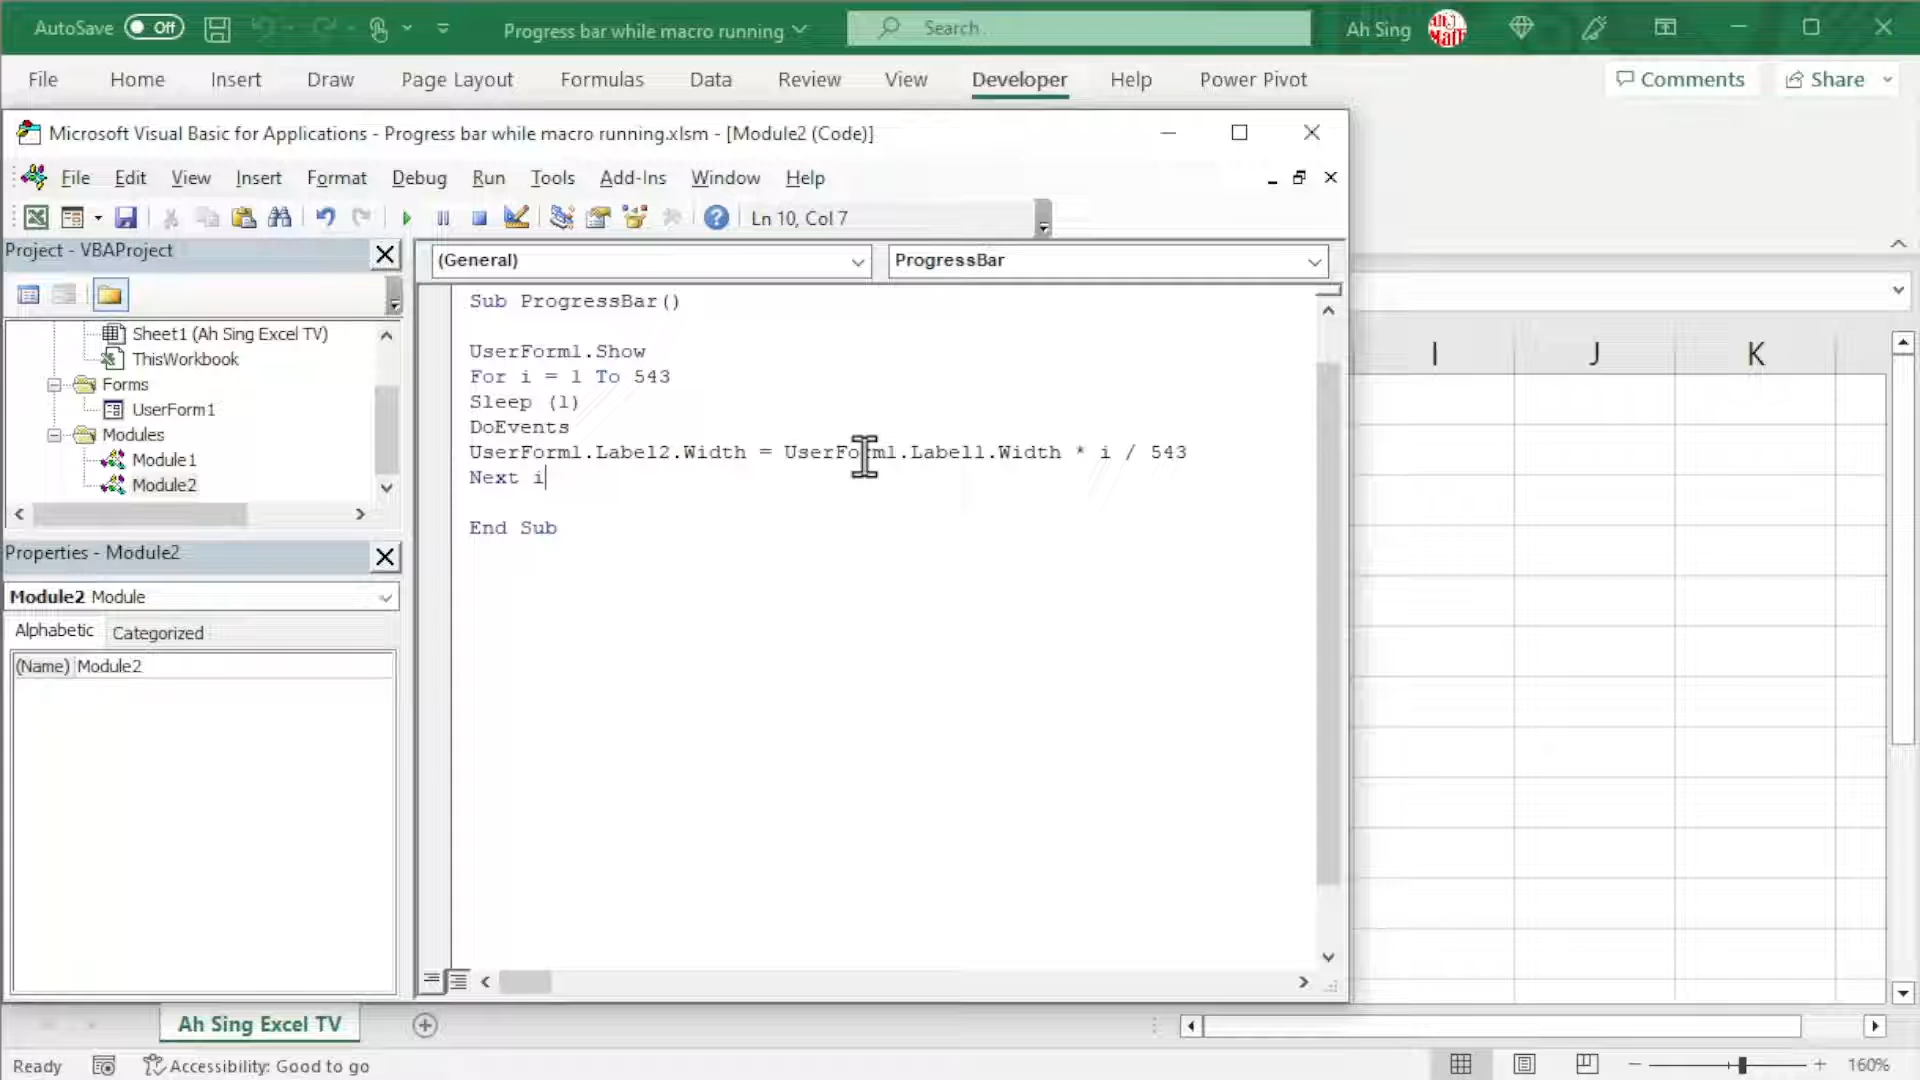 AutoSave Off Progress bar while macro running Search Ah Sing
File Home Insert Draw Page Layout Formulas Data Review View Developer Help Power Pivot Comments Share
Microsoft Visual Basic for Applications - Progress bar while macro running.xlsm - [Module2 (Code)]
File Edit View Insert Format Debug Run Tools Add-Ins Window Help
Ln 10, Col 7
Project - VBAProject
Sheet1 (Ah Sing Excel TV)
ThisWorkbook
Forms
UserForm1
Modules
Module1
Module2
Properties - Module2
Module2 Module
Alphabetic Categorized
(Name) Module2
(General) ProgressBar
Sub ProgressBar()
UserForm1.Show
For i = 1 To 543
Sleep (1)
DoEvents
UserForm1.Label2.Width = UserForm1.Label1.Width * i / 543
Next i
End Sub
I J K
Ah Sing Excel TV
Ready Accessibility: Good to go 160%